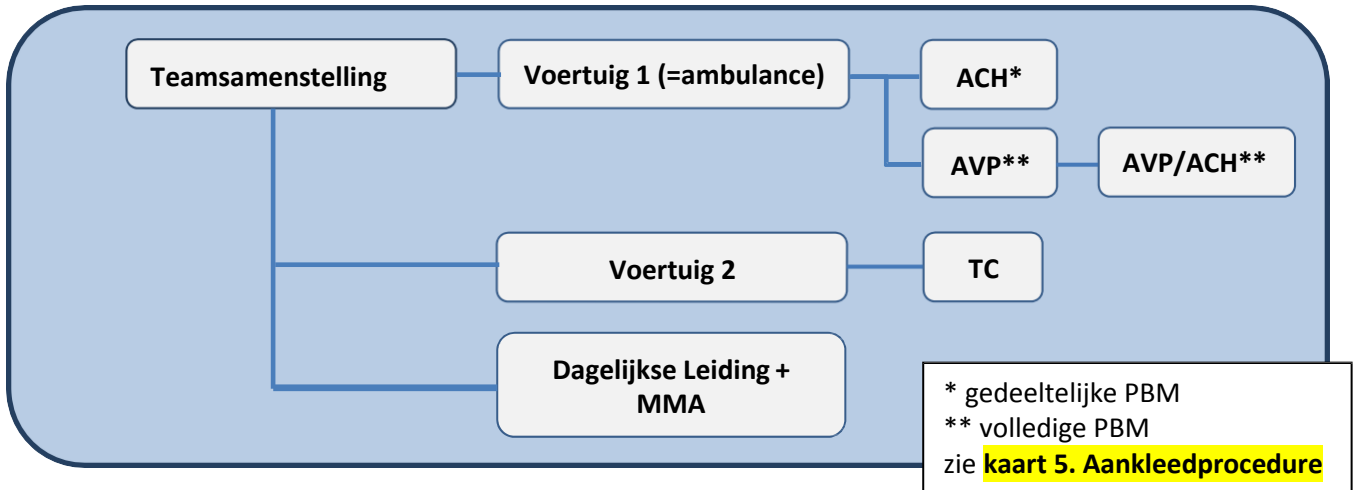 Teamsamenstelling
Voertuig 1 (=ambulance)
ACH*
AVP**
AVP/ACH**
Voertuig 2
TC
Dagelijkse Leiding +
MMA
* gedeeltelijke PBM
** volledige PBM
zie kaart 5. Aankleedprocedure